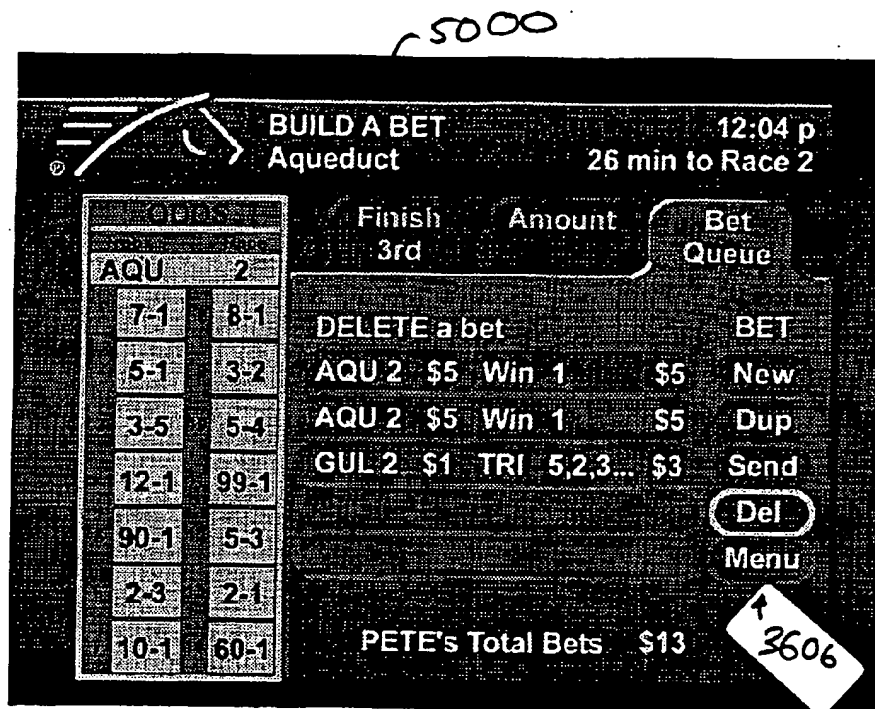 5000
BUILD A BET 12:04 p
Aqueduct 26 min to Race 2
ODDS
AQU 2
7-1 8-1
5-1 3-2
3-5 5-4
12-1 99-1
90-1 5-3
2-3 2-1
10-1 60-1
Finish 3rd
Amount
Bet Queue
DELETE a bet BET
AQU 2 $5 Win 1 $5 New
AQU 2 $5 Win 1 $5 Dup
GUL 2 $1 TRI 5,2,3... $3 Send
Del
Menu
PETE's Total Bets $13
3606